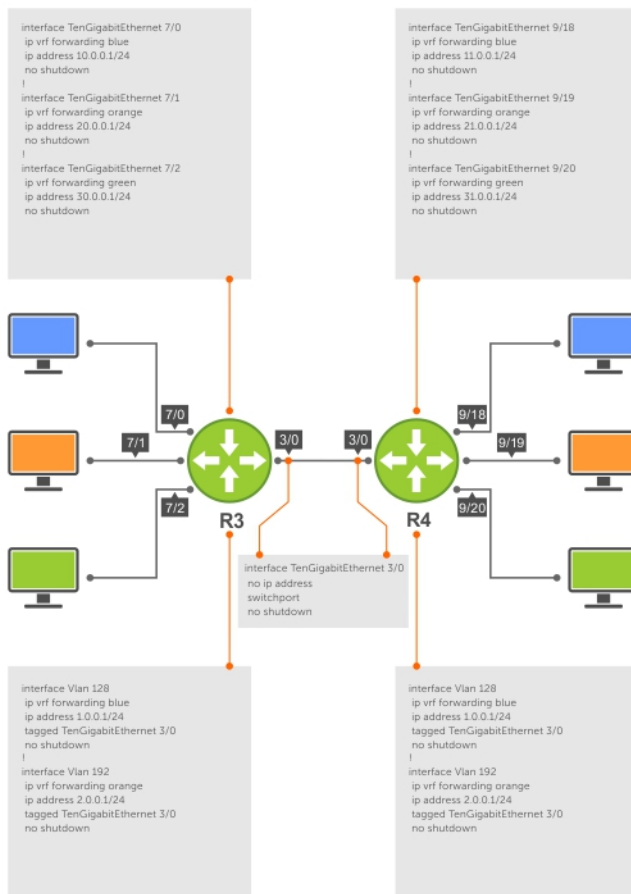 interface TenGigabitEthernet 7/0
ip vrf forwarding blue
ip address 10.0.0.1/24
no shutdown
!
interface TenGigabitEthernet 7/1
ip vrf forwarding orange
ip address 20.0.0.1/24
no shutdown
!
interface TenGigabitEthernet 7/2
ip vrf forwarding green
ip address 30.0.0.1/24
no shutdown
interface TenGigabitEthernet 9/18
ip vrf forwarding blue
ip address 11.0.0.1/24
no shutdown
!
interface TenGigabitEthernet 9/19
ip vrf forwarding orange
ip address 21.0.0.1/24
no shutdown
!
interface TenGigabitEthernet 9/20
ip vrf forwarding green
ip address 31.0.0.1/24
no shutdown
7/0
7/1
7/2
3/0
3/0
9/18
9/19
9/20
R3
R4
interface TenGigabitEthernet 3/0
no ip address
switchport
no shutdown
interface Vlan 128
ip vrf forwarding blue
ip address 1.0.0.1/24
tagged TenGigabitEthernet 3/0
no shutdown
!
interface Vlan 192
ip vrf forwarding orange
ip address 2.0.0.1/24
tagged TenGigabitEthernet 3/0
no shutdown
interface Vlan 128
ip vrf forwarding blue
ip address 1.0.0.1/24
tagged TenGigabitEthernet 3/0
no shutdown
!
interface Vlan 192
ip vrf forwarding orange
ip address 2.0.0.1/24
tagged TenGigabitEthernet 3/0
no shutdown